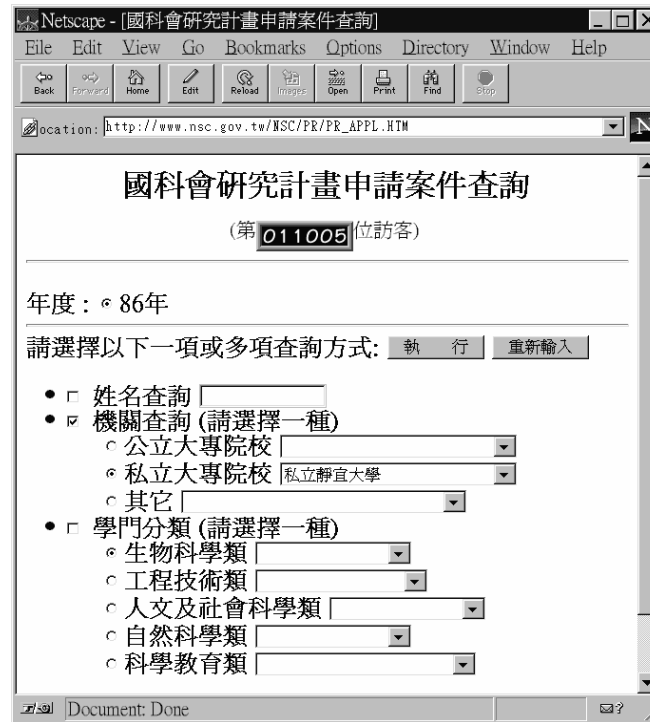 Netscape - [國科會研究計畫申請案件查詢]
File Edit View Go Bookmarks Options Directory Window Help
Back Forward Home Edit Reload Images Open Print Find Stop
Location: http://www.nsc.gov.tw/NSC/PR/PR_APPL.HTM N
國科會研究計畫申請案件查詢
(第 011005 位訪客)
年度 : 86年
請選擇以下一項或多項查詢方式: 執 行 重新輸入
姓名查詢
機關查詢 (請選擇一種)
公立大專院校
私立大專院校 私立靜宜大學
其它
學門分類 (請選擇一種)
生物科學類
工程技術類
人文及社會科學類
自然科學類
科學教育類
Document: Done ?